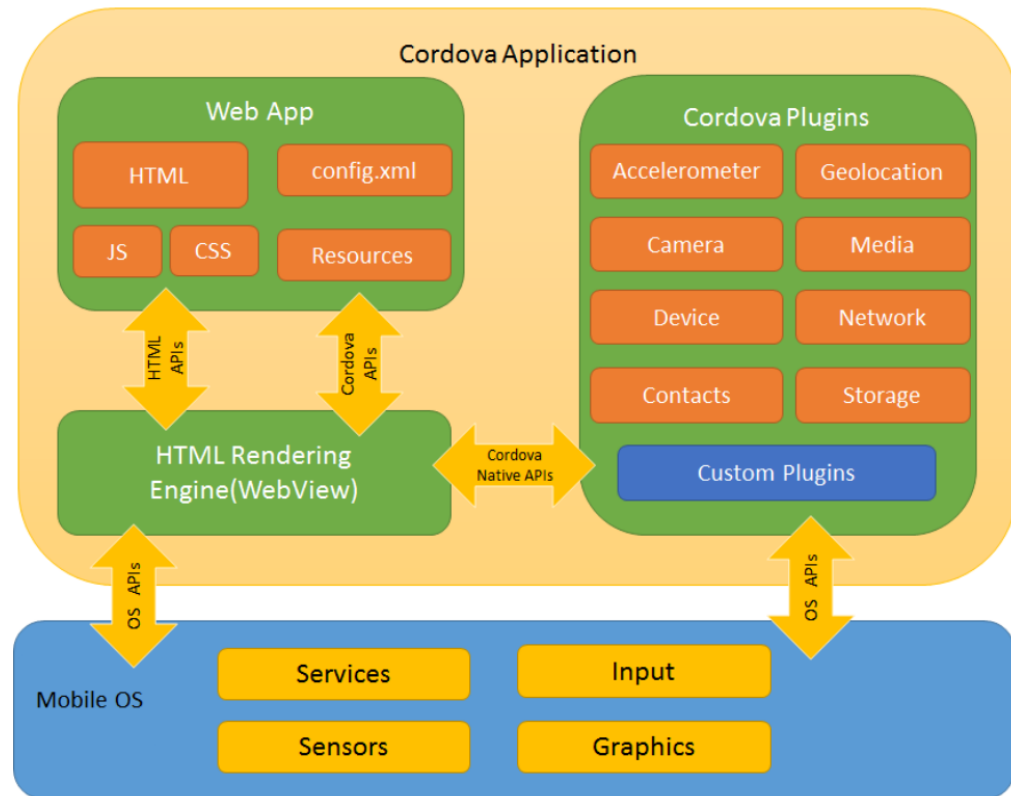 Cordova Application
Web App
HTML
config.xml
JS
CSS
Resources
HTML
APIs
Cordova
APIs
HTML Rendering
Engine(WebView)
Cordova
Native APIs
Cordova Plugins
Accelerometer
Geolocation
Camera
Media
Device
Network
Contacts
Storage
Custom Plugins
OS APIs
OS APIs
Mobile OS
Services
Input
Sensors
Graphics